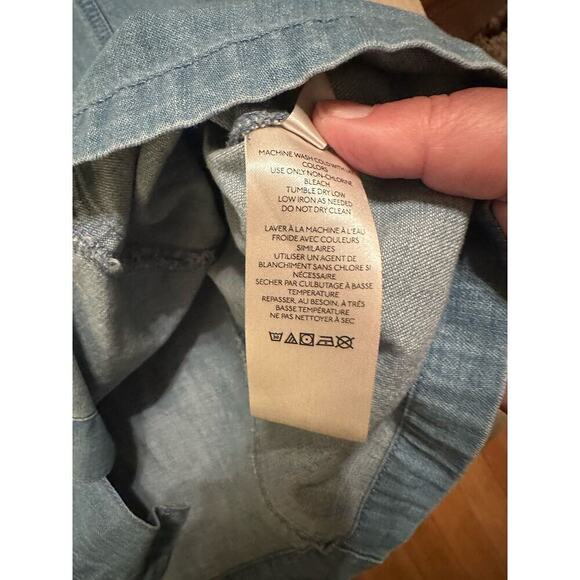 MACHINE WASH COLD WITH
COLORS
USE ONLY NON-CHLORINE
BLEACH
TUMBLE DRY LOW
LOW IRON AS NEEDED
DO NOT DRY CLEAN
LAVER À LA MACHINE À L'EAU
FROIDE AVEC COULEURS
SIMILAIRES
UTILISER UN AGENT DE
BLANCHIMENT SANS CHLORE SI
NÉCESSAIRE
SECHER PAR CULBUTAGE À BASSE
TEMPERATURE
REPASSER, AU BESOIN, À TRÈS
BASSE TEMPÉRATURE
NE PAS NETTOYER À SEC